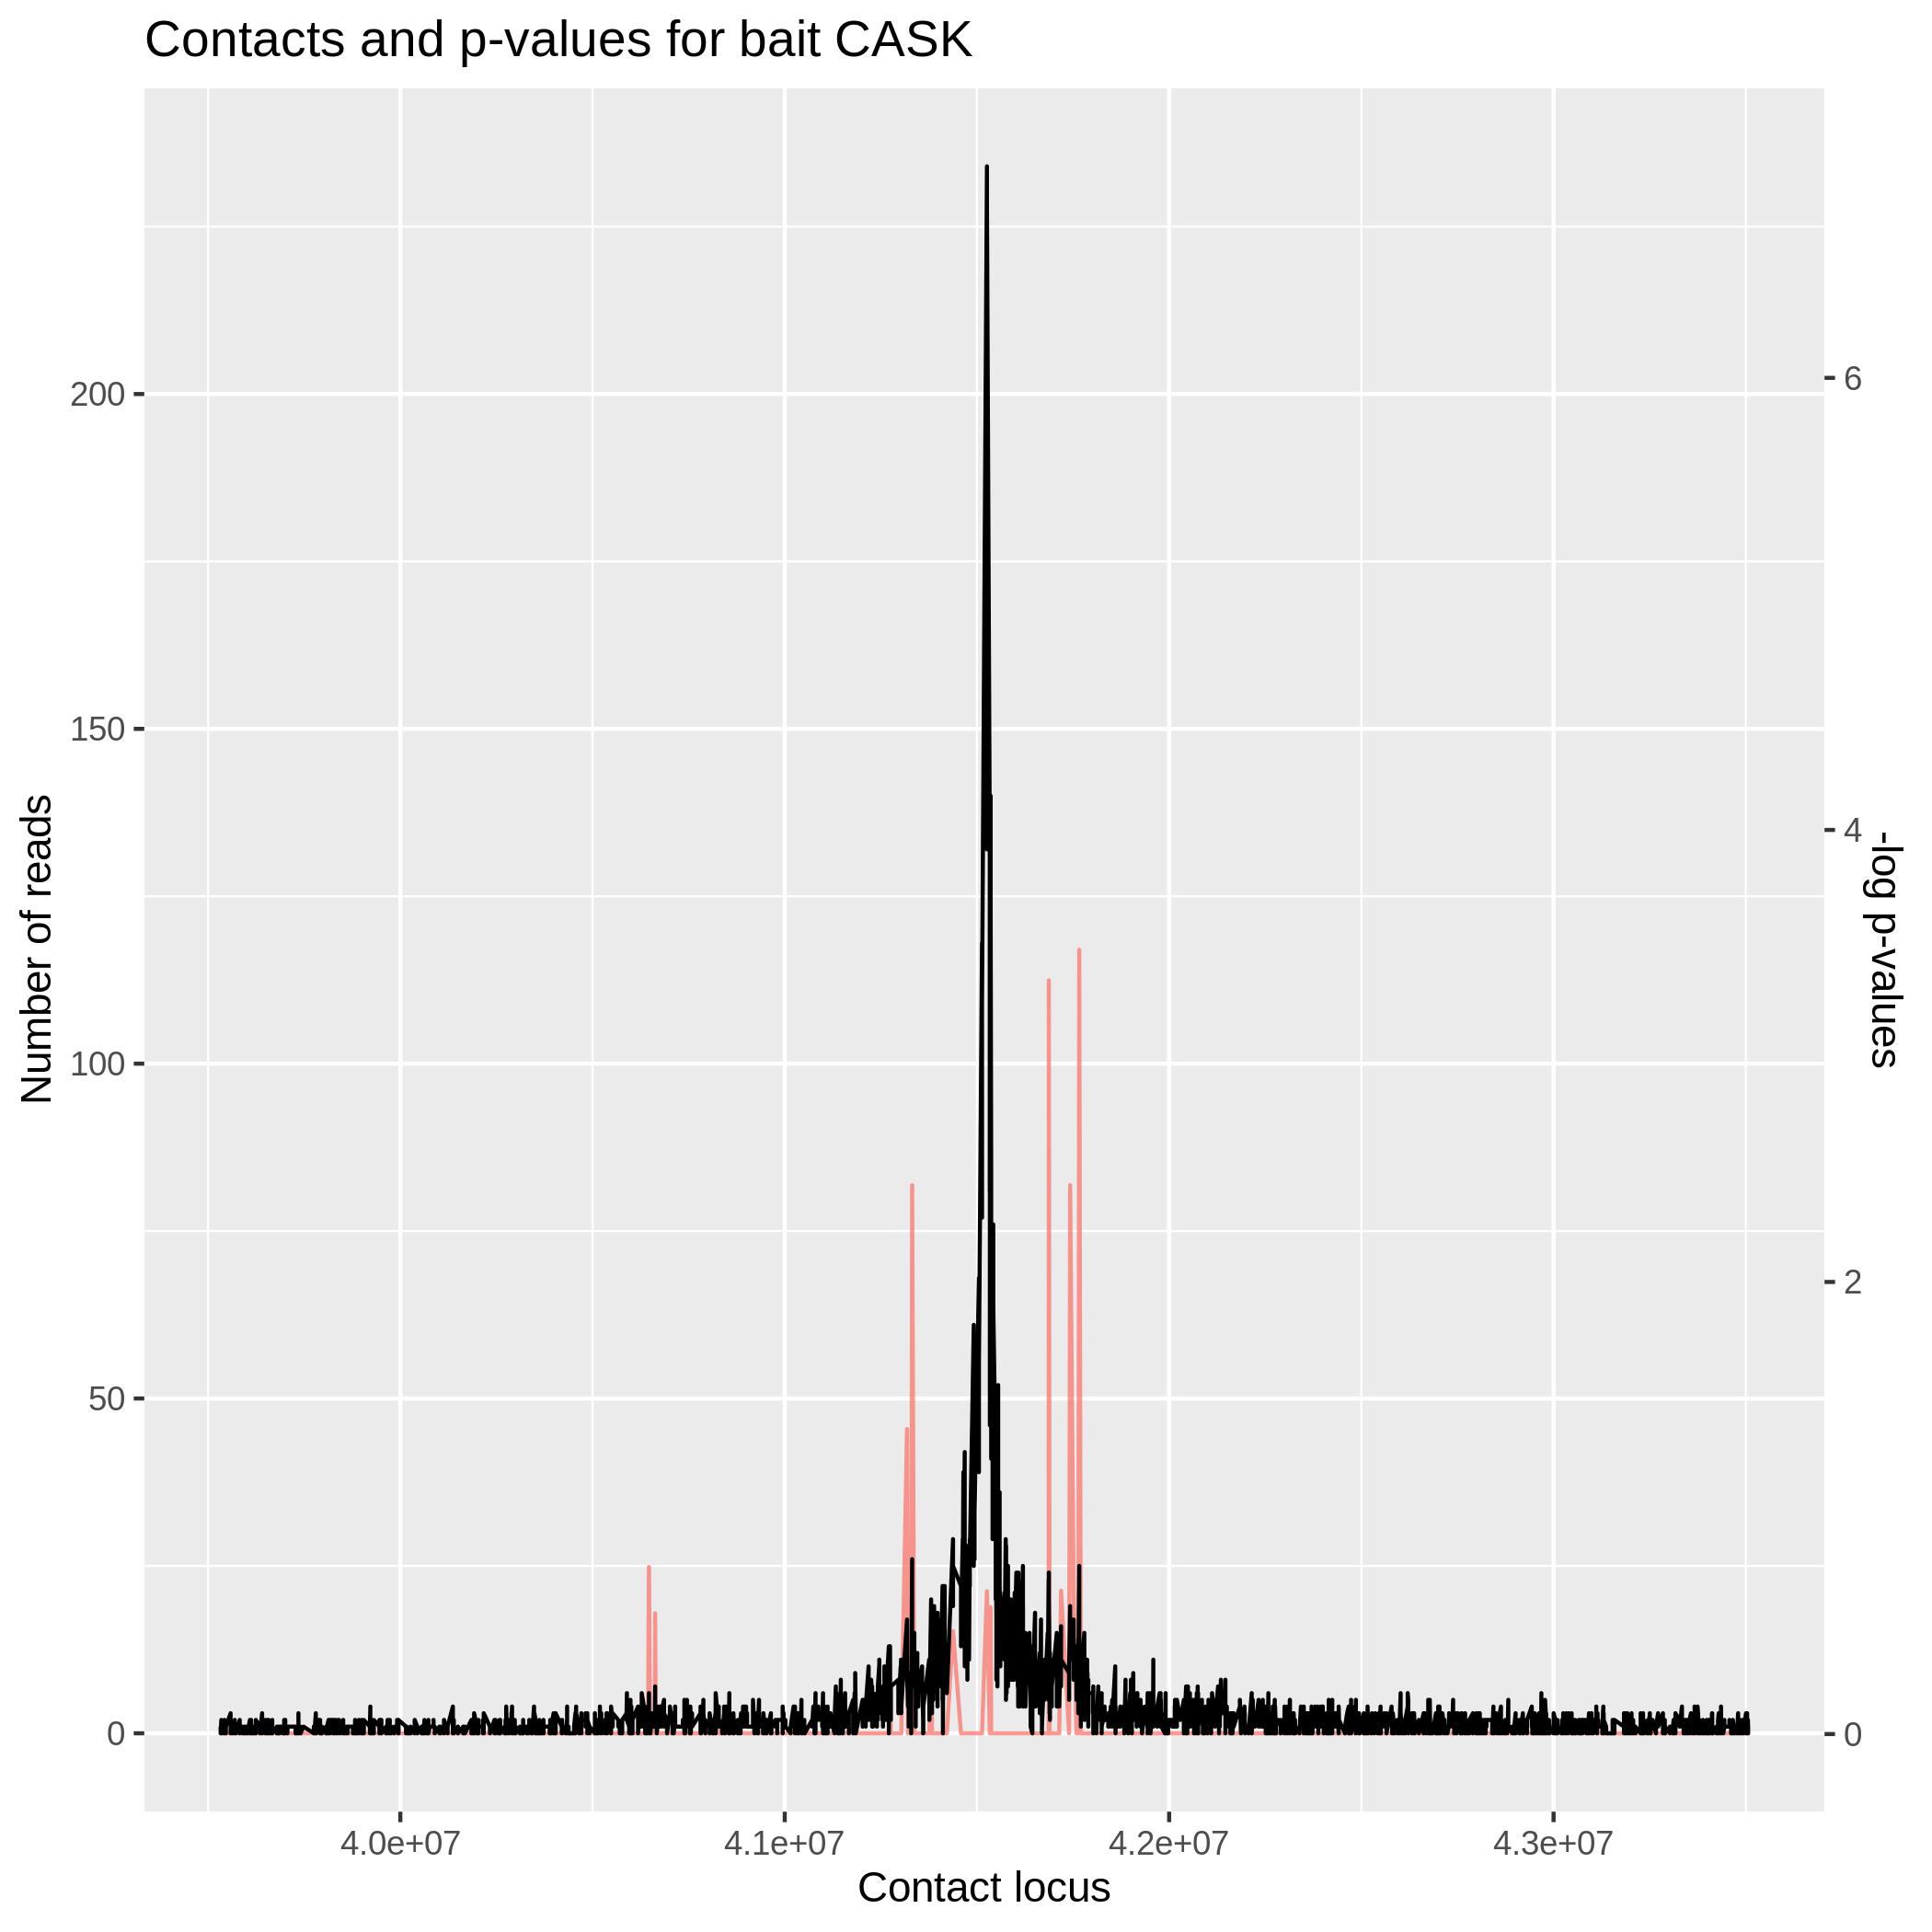 Contacts and p-values for bait CASK
200
150
100
50
0
Number of reads
6
4
2
0
-log p-values
4.0e+07
4.1e+07
4.2e+07
4.3e+07
Contact locus